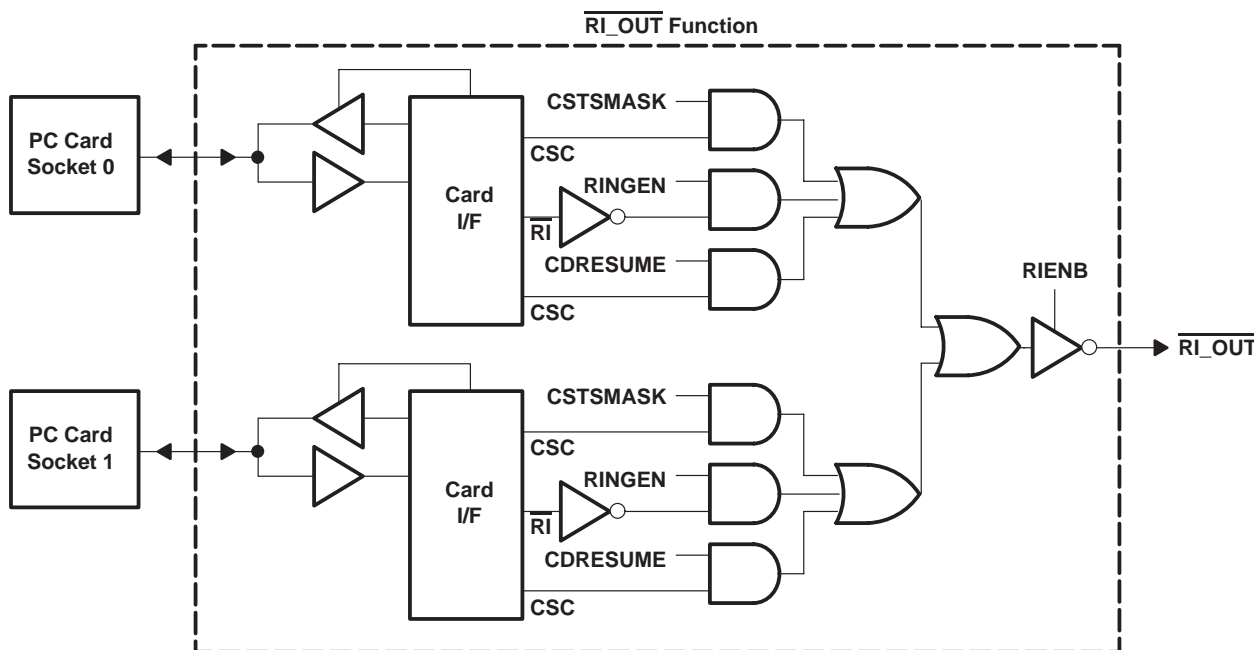 RI_OUT Function
PC Card
Socket 0
Card
I/F
CSTSMASK
CSC
RINGEN
RI
CDRESUME
CSC
RIENB
RI_OUT
PC Card
Socket 1
Card
I/F
CSTSMASK
CSC
RINGEN
RI
CDRESUME
CSC